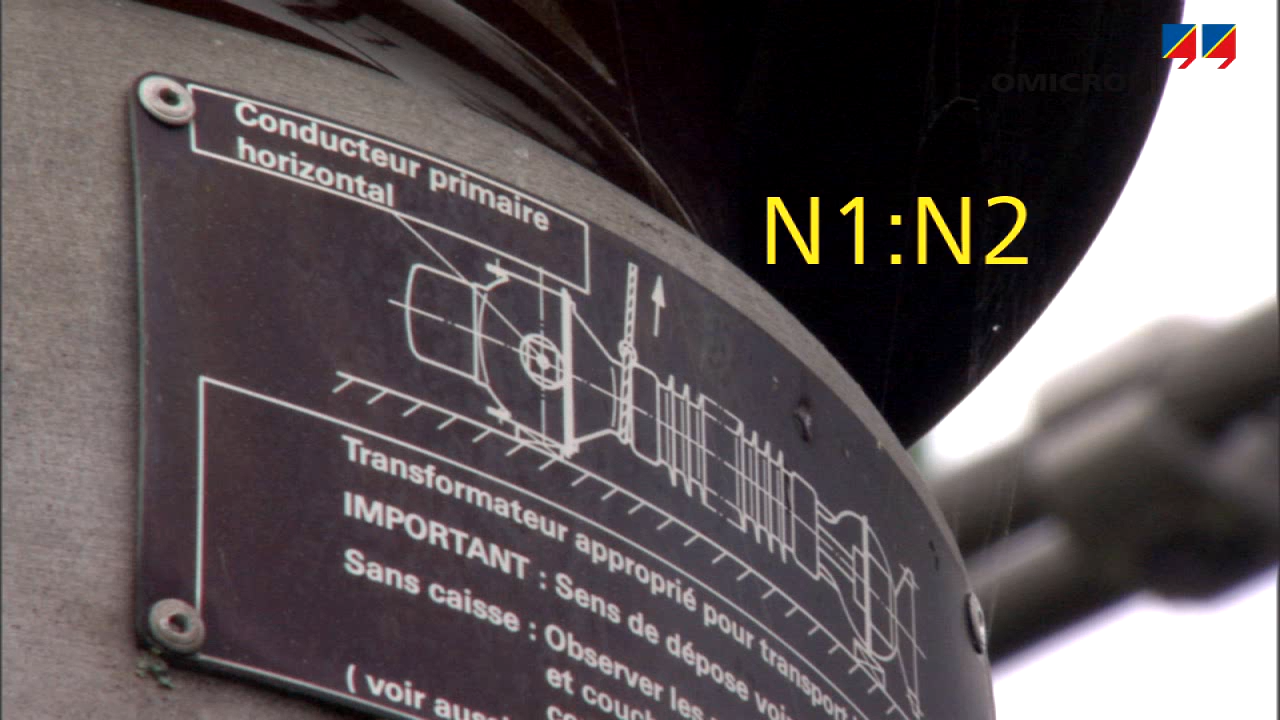 OMICRO
N1:N2
Conducteur primaire
horizontal
Transformateur approprié pour transport
IMPORTANT : Sens de dépose
Sans caisse : Observer les
et
( voir